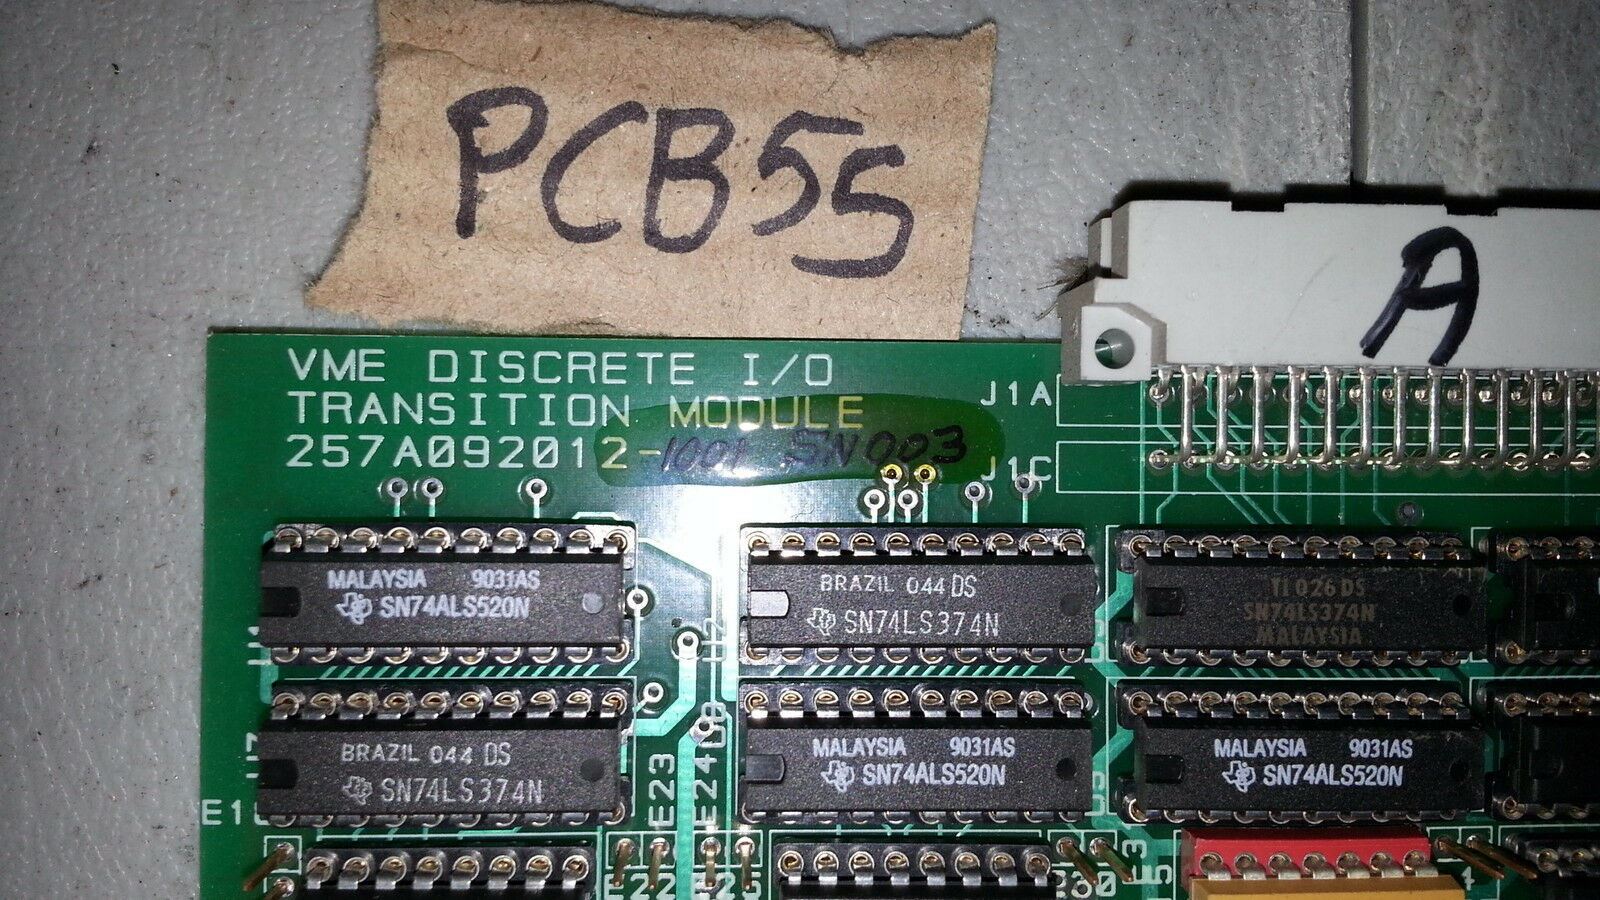 PCB55
A
VME DISCRETE I/O
TRANSITION MODULE
257A092012-1001 SN003
J1A
J1C
MALAYSIA 9031AS
SN74ALS520N
BRAZIL 044 DS
SN74LS374N
TI 026 DS
SN74LS374N
MALAYSIA
BRAZIL 044 DS
SN74LS374N
MALAYSIA 9031AS
SN74ALS520N
MALAYSIA 9031AS
SN74ALS520N
E23
E24